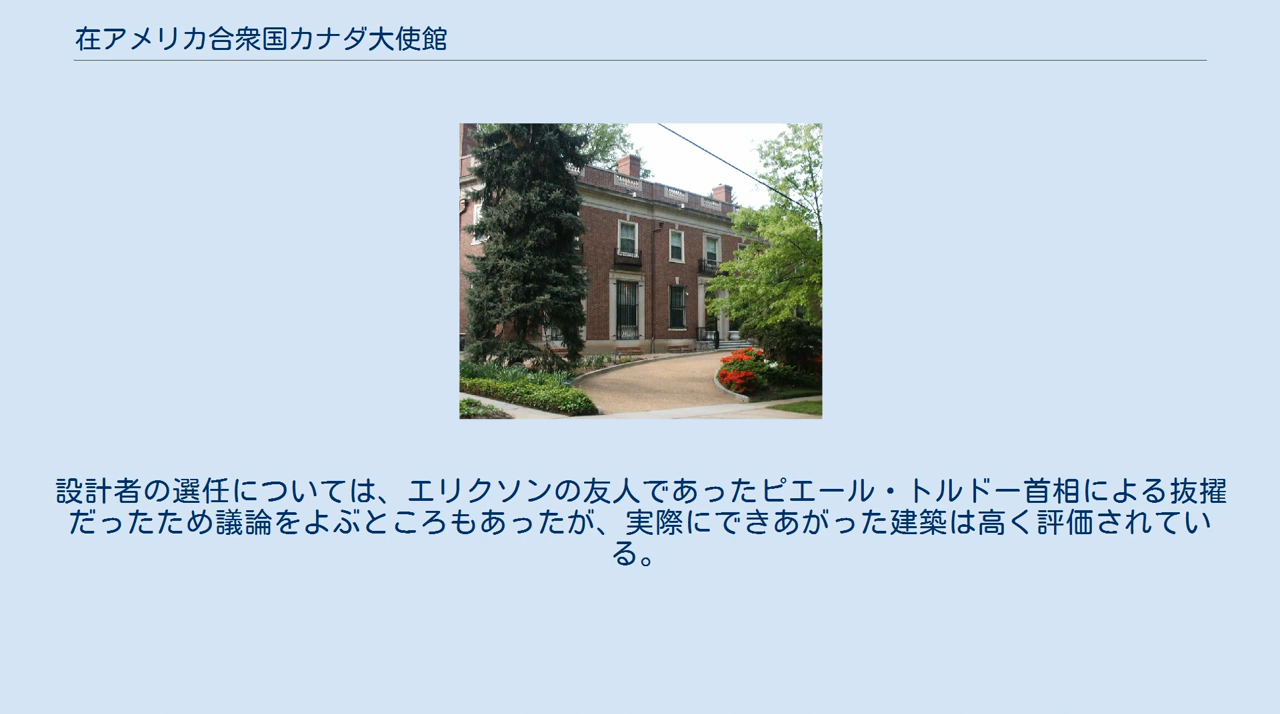 在アメリカ合衆国カナダ大使館
設計者の選任については、エリクソンの友人であったピエール・トルドー首相による抜擢
だったため議論をよぶところもあったが、実際にできあがった建築は高く評価されてい
る。